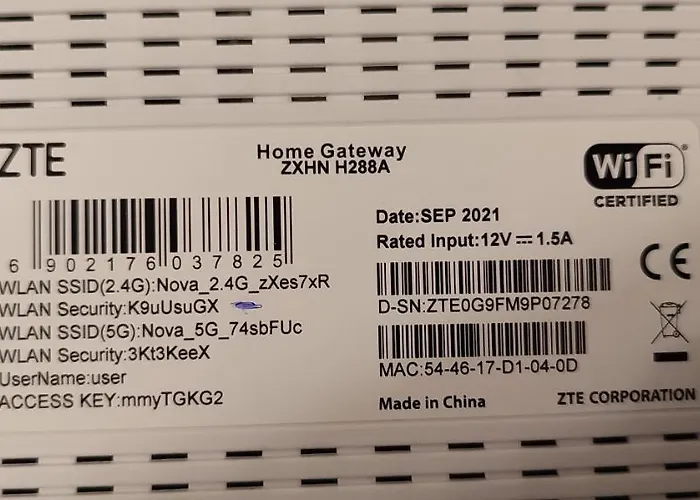 ZTE
Home Gateway
ZXHN H288A
WiFi
CERTIFIED
6 902176 037825
WLAN SSID(2.4G):Nova_2.4G_zXes7xR
WLAN Security:K9uUsuGX
WLAN SSID(5G):Nova_5G_74sbFUc
WLAN Security:3Kt3KeeX
UserName:user
ACCESS KEY:mmyTGKG2
Date:SEP 2021
Rated Input:12V ⎓ 1.5A
D-SN:ZTE0G9FM9P07278
MAC:54-46-17-D1-04-0D
Made in China
CE
ZTE CORPORATION